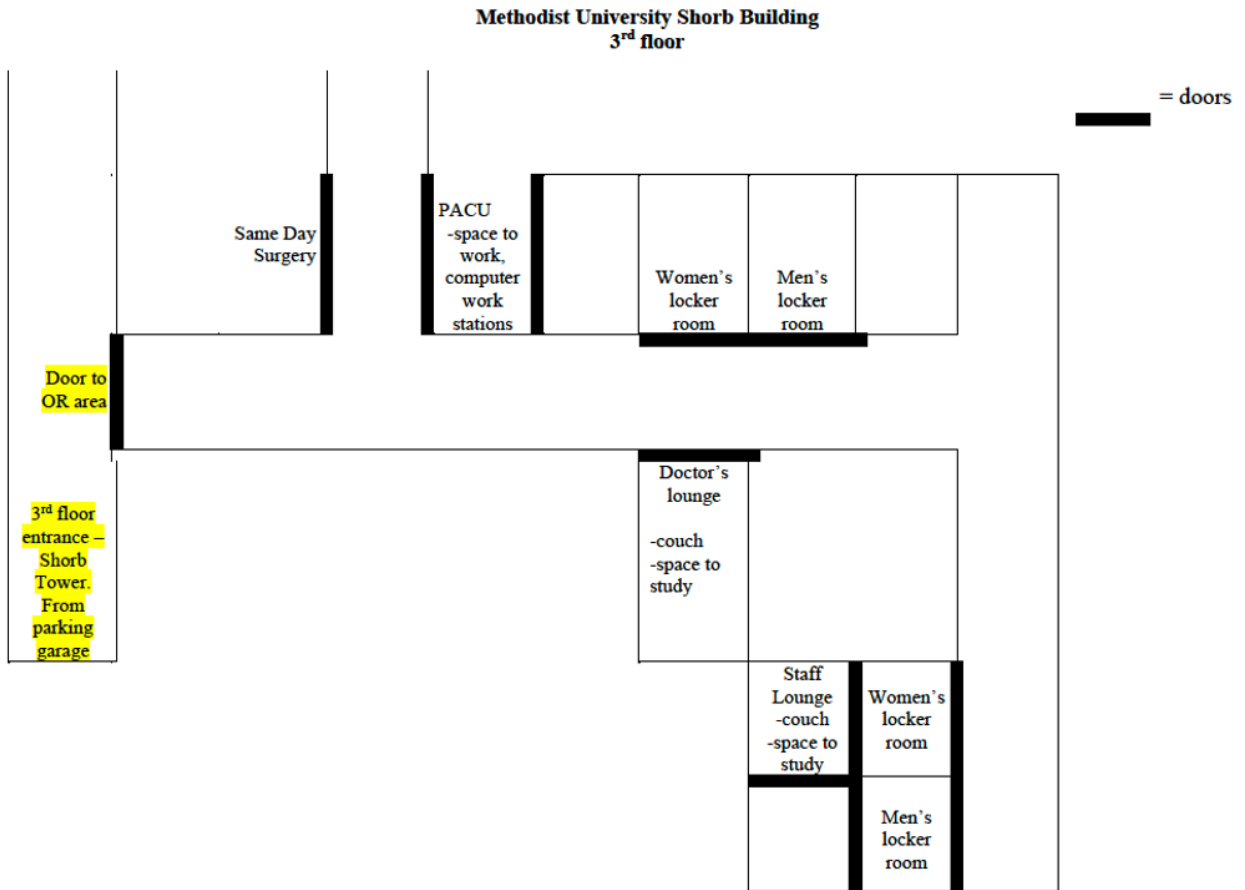 Methodist University Shorb Building
3rd floor
= doors
Same Day
Surgery
PACU
-space to
work,
computer
work
stations
Women’s
locker
room
Men’s
locker
room
Door to
OR area
3rd floor
entrance –
Shorb
Tower.
From
parking
garage
Doctor’s
lounge
-couch
-space to
study
Staff
Lounge
-couch
-space to
study
Women’s
locker
room
Men’s
locker
room